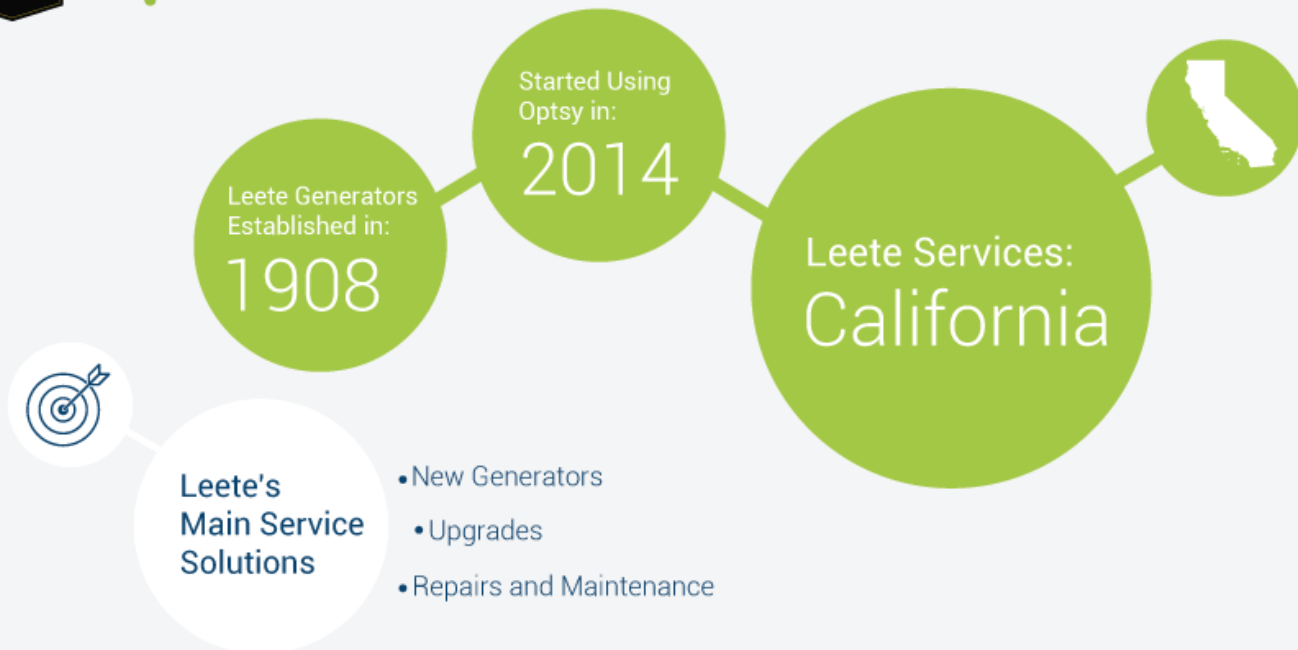 Started Using
Optsy in:
2014
Leete Generators
Established in:
1908
Leete Services:
California
Leete's
Main Service
Solutions
•New Generators
•Upgrades
•Repairs and Maintenance